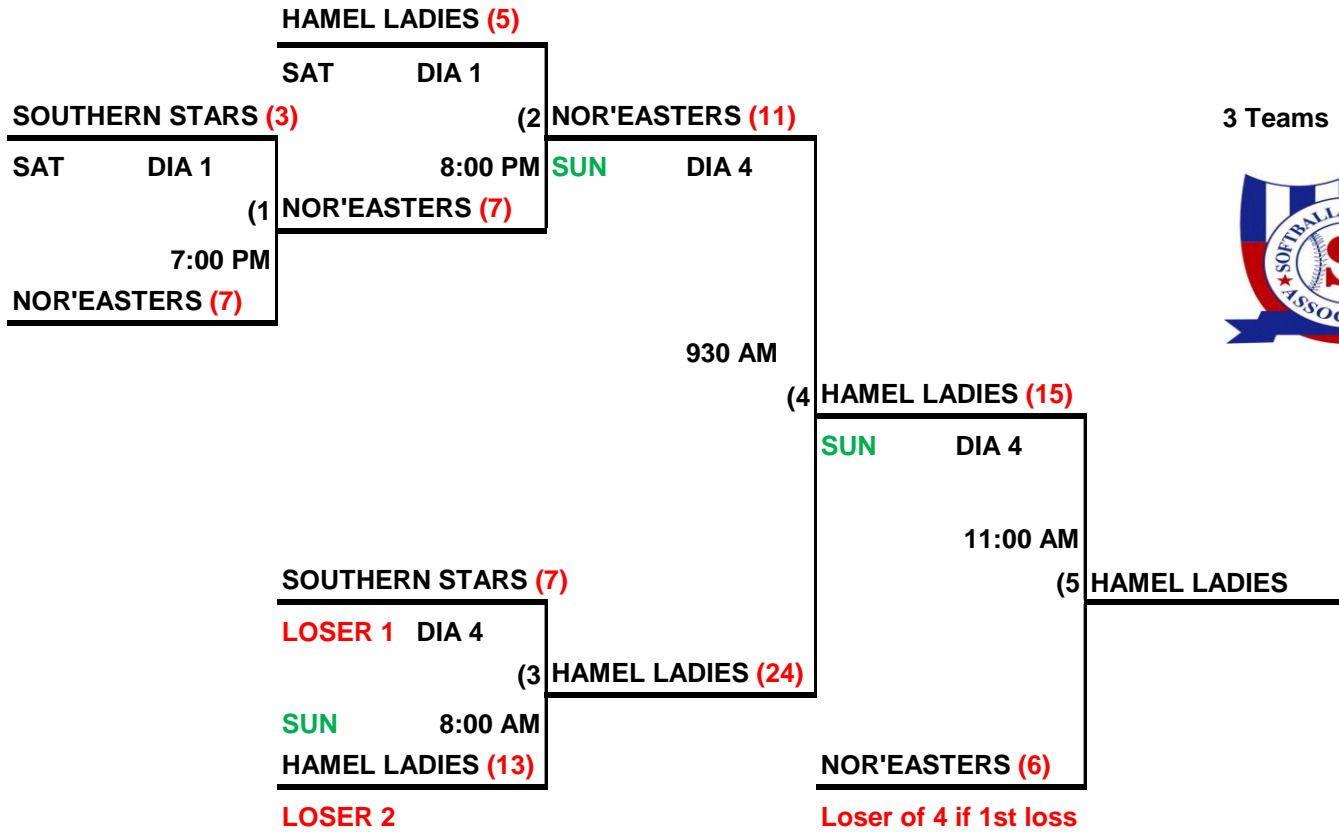 HAMEL LADIES (5)
SAT DIA 1
SOUTHERN STARS (3)
(2 NOR'EASTERS (11)
3 Teams
SAT DIA 1
8:00 PM SUN DIA 4
(1 NOR'EASTERS (7)
7:00 PM
NOR'EASTERS (7)
930 AM
(4 HAMEL LADIES (15)
SUN DIA 4
11:00 AM
SOUTHERN STARS (7)
(5 HAMEL LADIES
LOSER 1 DIA 4
(3 HAMEL LADIES (24)
SUN 8:00 AM
HAMEL LADIES (13)
NOR'EASTERS (6)
LOSER 2
Loser of 4 if 1st loss